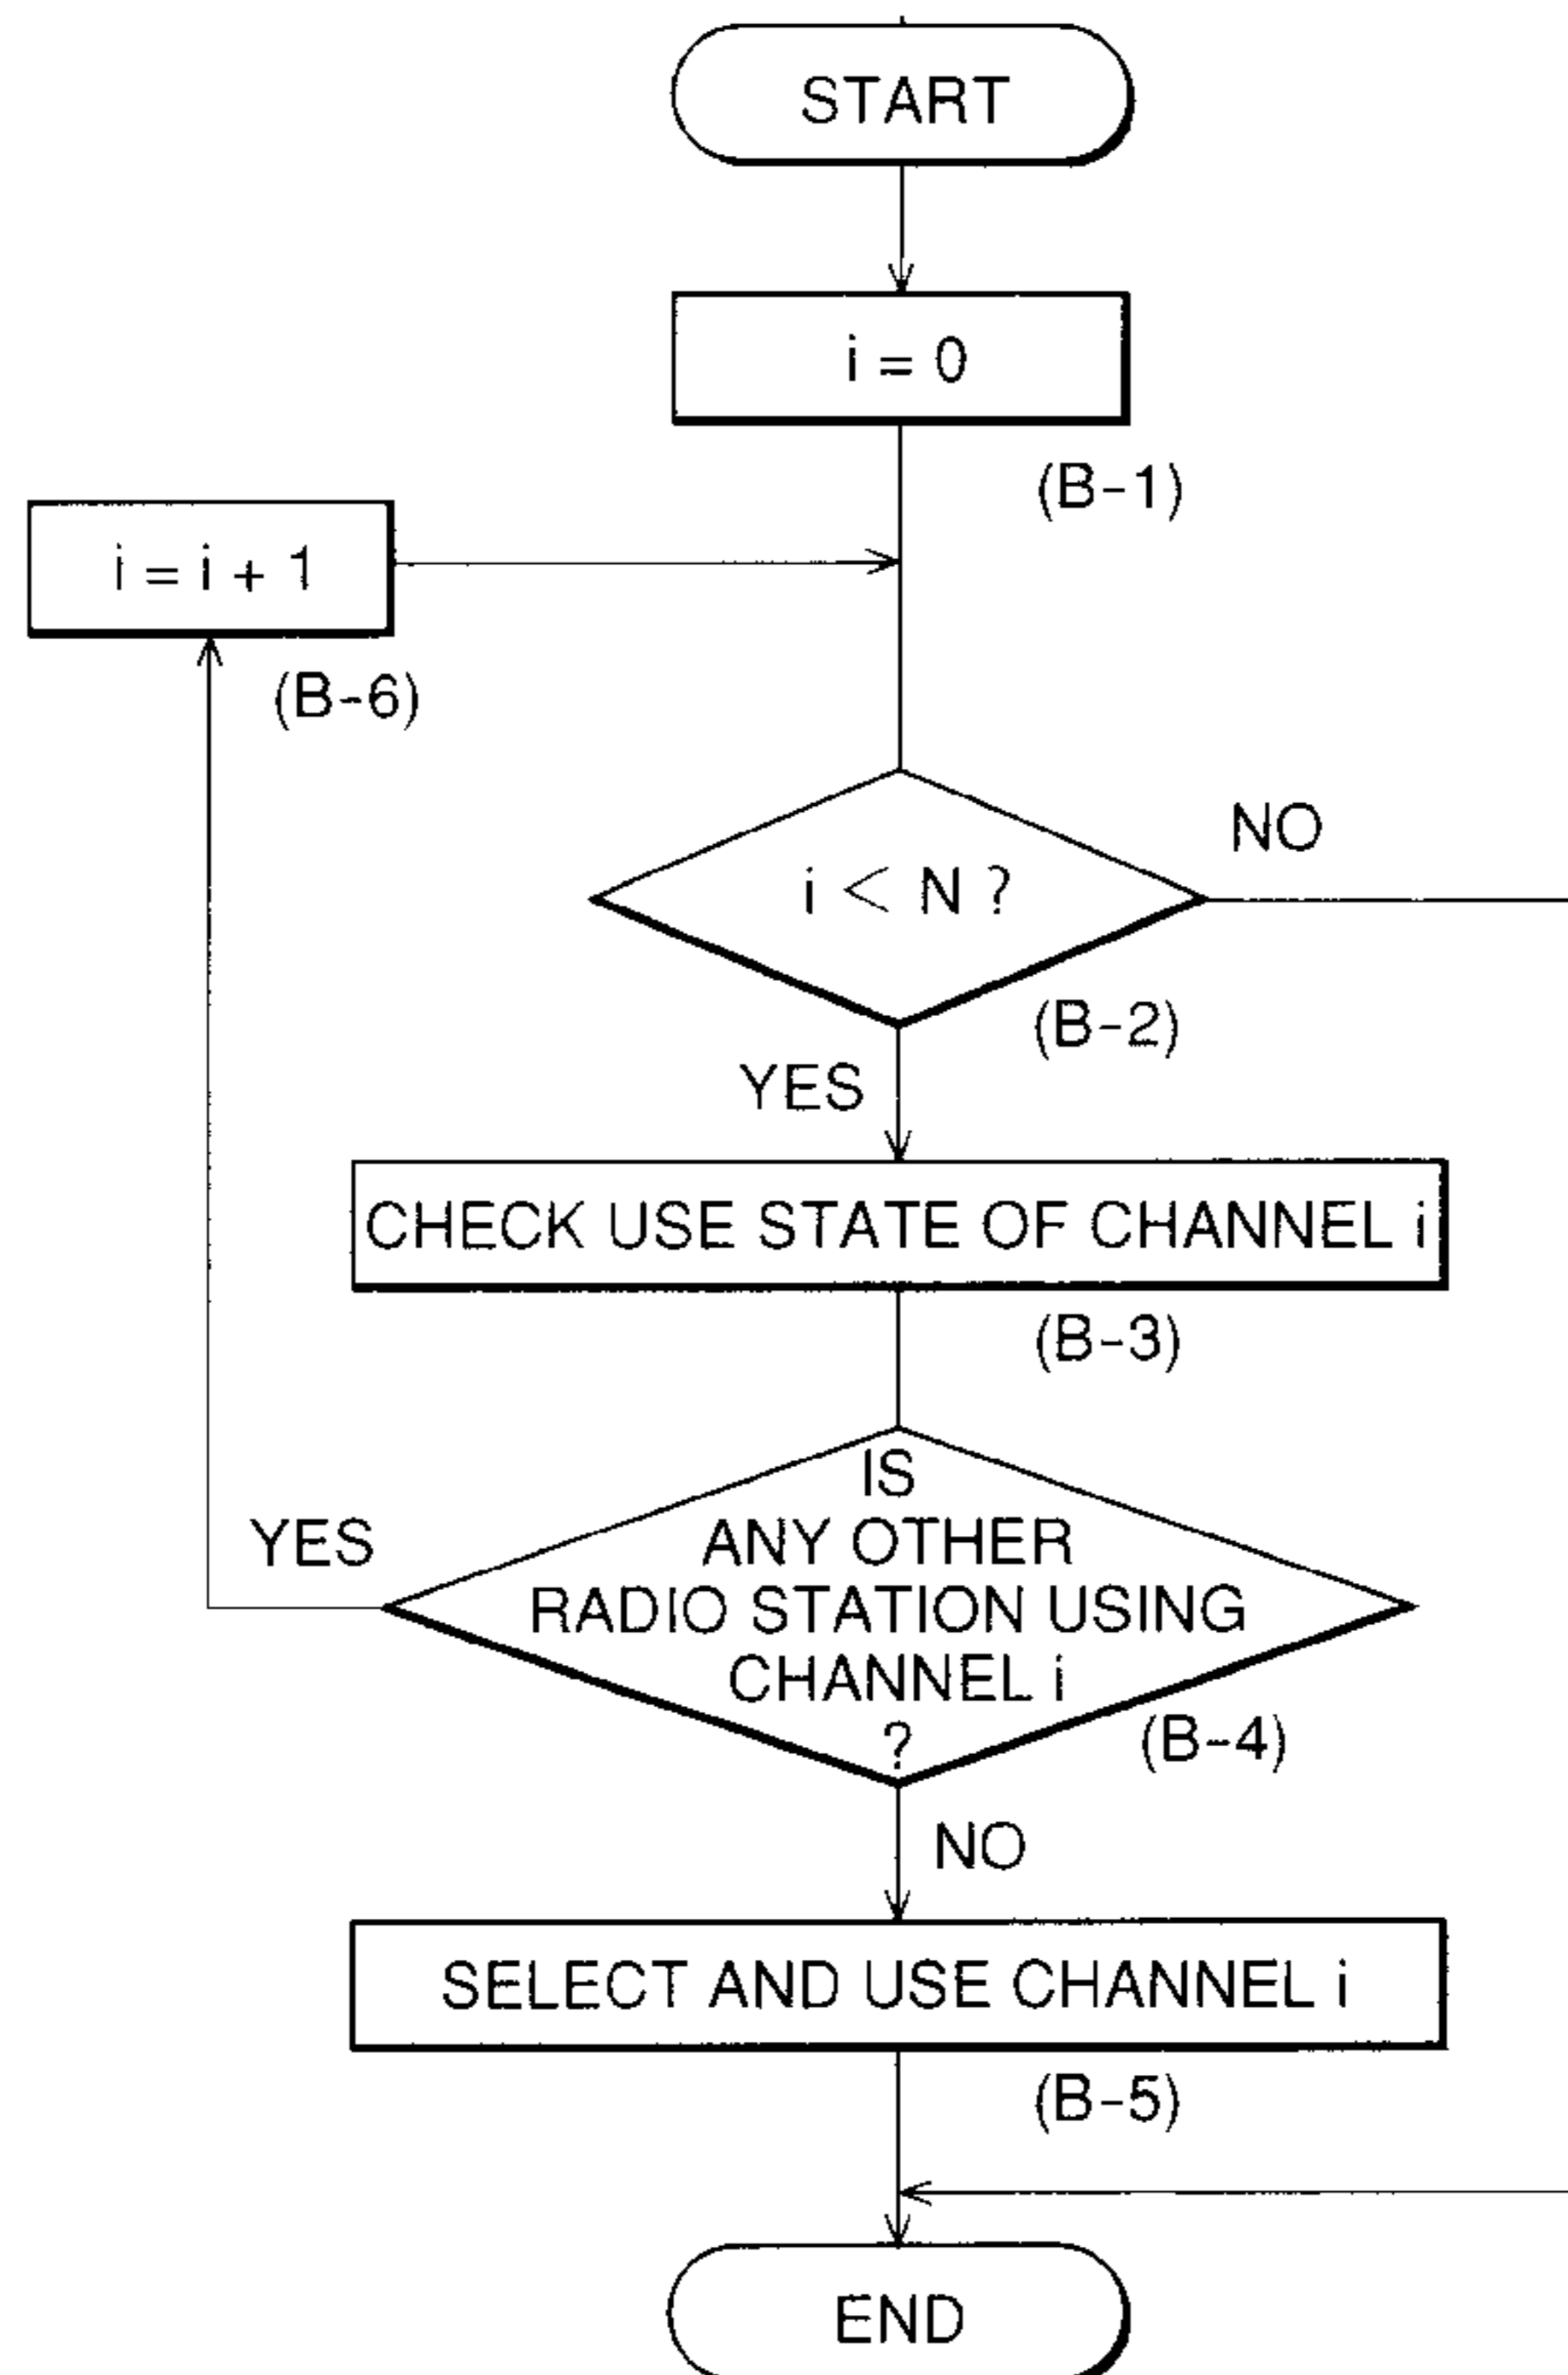 START
i = 0
(B-1)
i = i + 1
(B-6)
NO
i < N ?
(B-2)
YES
CHECK USE STATE OF CHANNEL i
(B-3)
IS
YES
ANY OTHER
RADIO STATION USING
CHANNEL i
?
(B-4)
NO
SELECT AND USE CHANNEL i
(B-5)
END